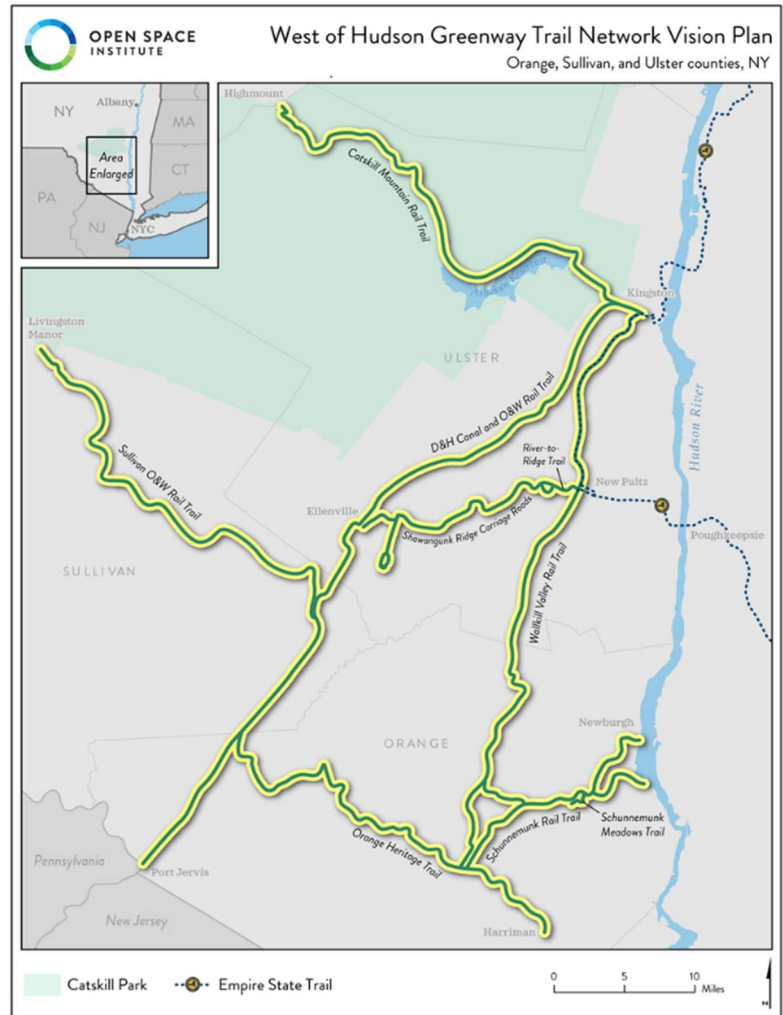 OPEN SPACE
INSTITUTE
West of Hudson Greenway Trail Network Vision Plan
Orange, Sullivan, and Ulster counties, NY
NY
Albany
MA
Area
Enlarged
CT
PA
NJ
NYC
Highmount
Catskill Mountain Rail Trail
Reservoir
Kingston
Livingston
Manor
ULSTER
Hudson River
D&H Canal and O&W Rail Trail
River-to-
Ridge Trail
New Paltz
Sullivan O&W Rail Trail
Ellenville
Shawangunk Ridge Carriage Roads
Poughkeepsie
SULLIVAN
Wallkill Valley Rail Trail
Newburgh
ORANGE
Schunnemunk Rail Trail
Schunnemunk
Meadows Trail
Orange Heritage Trail
Pennsylvania
Port Jervis
New Jersey
Harriman
Catskill Park
Empire State Trail
0 5 10
Miles
N